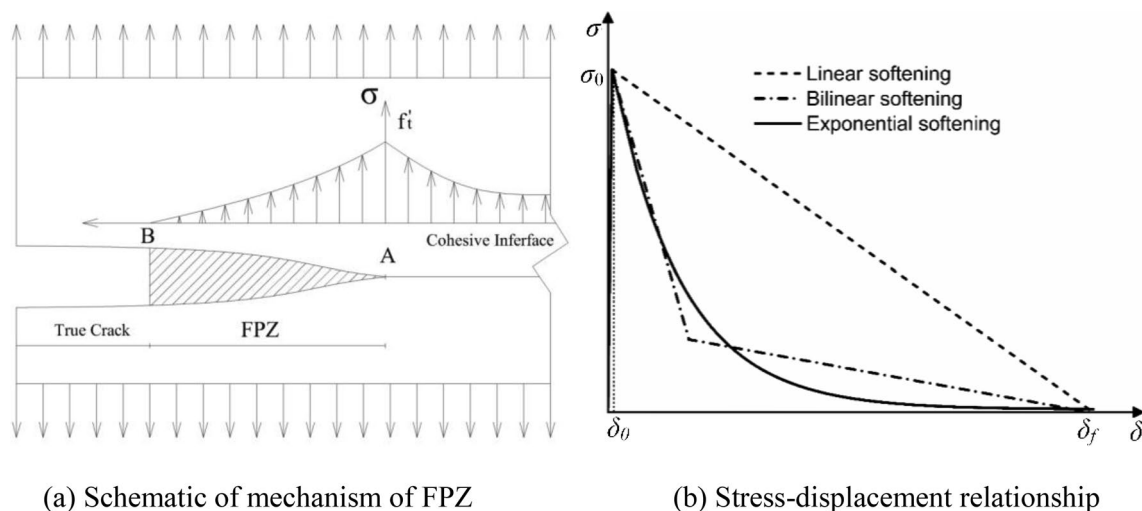 σ
f't
B
A
Cohesive Inferface
True Crack
FPZ
(a) Schematic of mechanism of FPZ
σ
σ0
Linear softening
Bilinear softening
Exponential softening
δ0
δf
δ
(b) Stress-displacement relationship